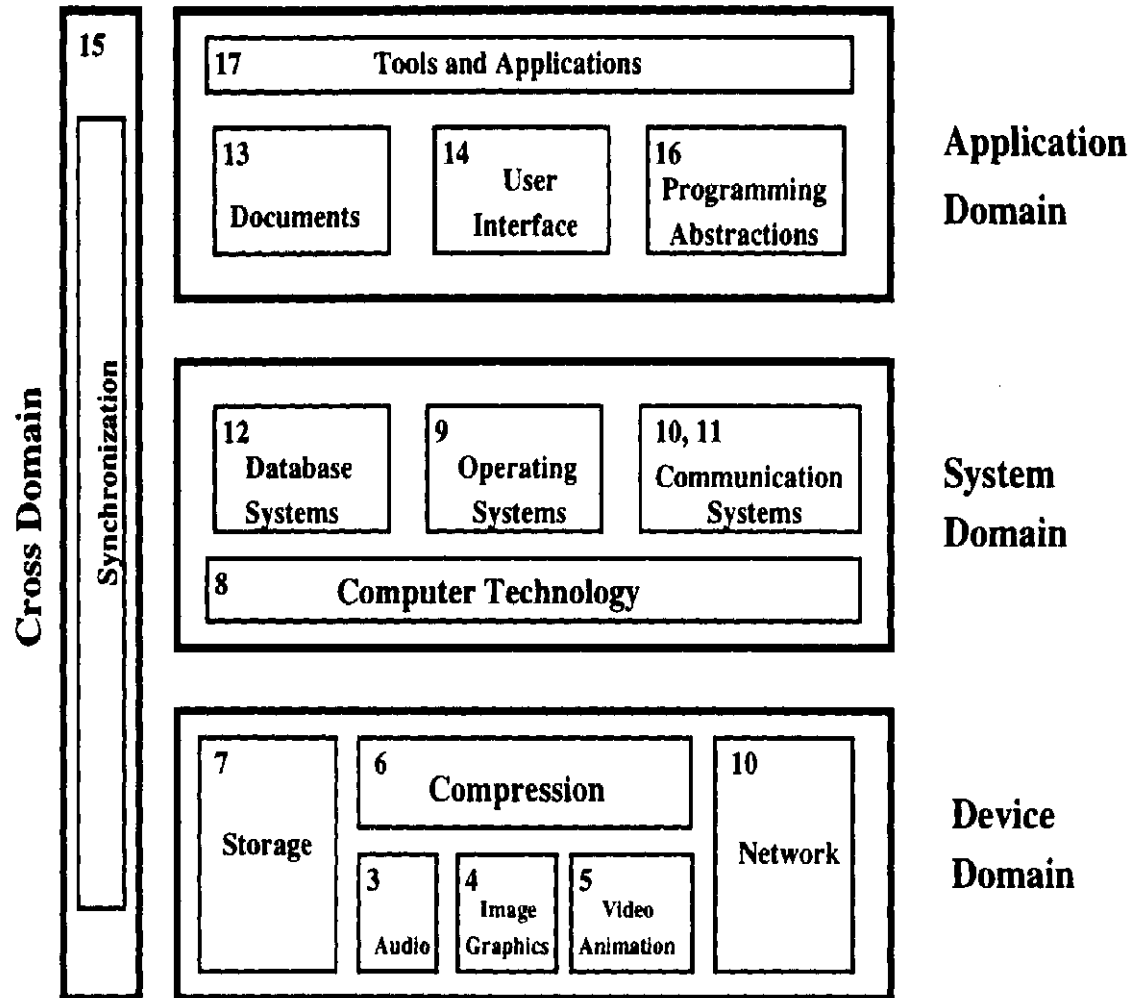 15
Synchronization
Cross Domain
17 Tools and Applications
13
Documents
14
User
Interface
16
Programming
Abstractions
Application
Domain
12
Database
Systems
9
Operating
Systems
10, 11
Communication
Systems
8 Computer Technology
System
Domain
7
Storage
6
Compression
3
Audio
4
Image
Graphics
5
Video
Animation
10
Network
Device
Domain